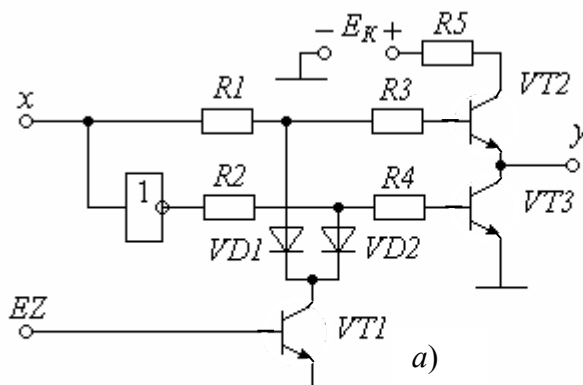 − E_K + R5
x R1 R3 VT2
y
1 R2 R4 VT3
VD1 VD2
EZ VT1
а)